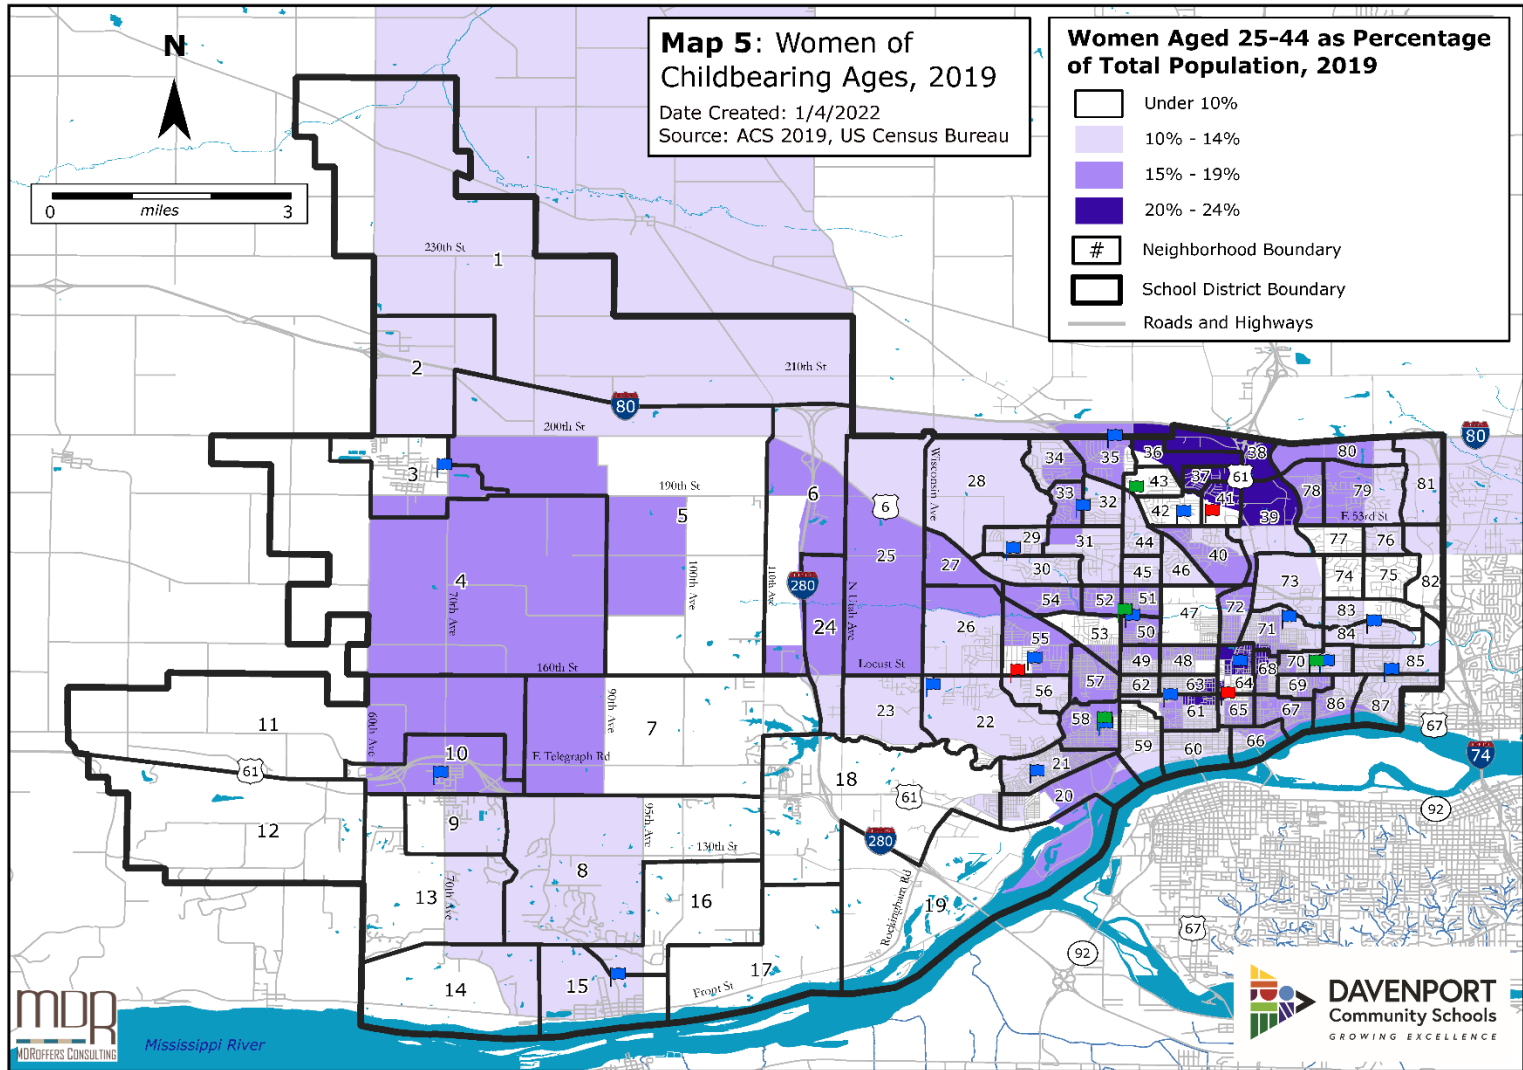 N
0 miles 3
Map 5: Women of
Childbearing Ages, 2019
Date Created: 1/4/2022
Source: ACS 2019, US Census Bureau
Women Aged 25-44 as Percentage
of Total Population, 2019
Under 10%
10% - 14%
15% - 19%
20% - 24%
# Neighborhood Boundary
School District Boundary
Roads and Highways
230th St
1
2
210th St
80
200th St
80
3
190th St
5
6
6
Wisconsin Ave
28
34
35
36
38
80
33
32
43
37
61
41
42
39
78
79
81
E. 53rd St
29
31
44
40
77
76
30
45
46
73
74
75
82
4
70th Ave
100th Ave
110th Ave
280
N Utah Ave
25
27
24
26
54
52
51
47
72
83
55
53
50
71
84
160th St
Locust St
57
49
48
68
70
85
56
62
63
64
69
11
60th Ave
90th Ave
7
23
22
58
61
65
67
86
87
67
10
F. Telegraph Rd
59
60
66
74
61
18
21
61
20
92
12
9
95th Ave
130th St
280
8
13
70th Ave
16
Rockingham Rd
19
67
92
14
15
17
Front St
MDR
MDROFFERS CONSULTING
Mississippi River
DAVENPORT
Community Schools
GROWING EXCELLENCE